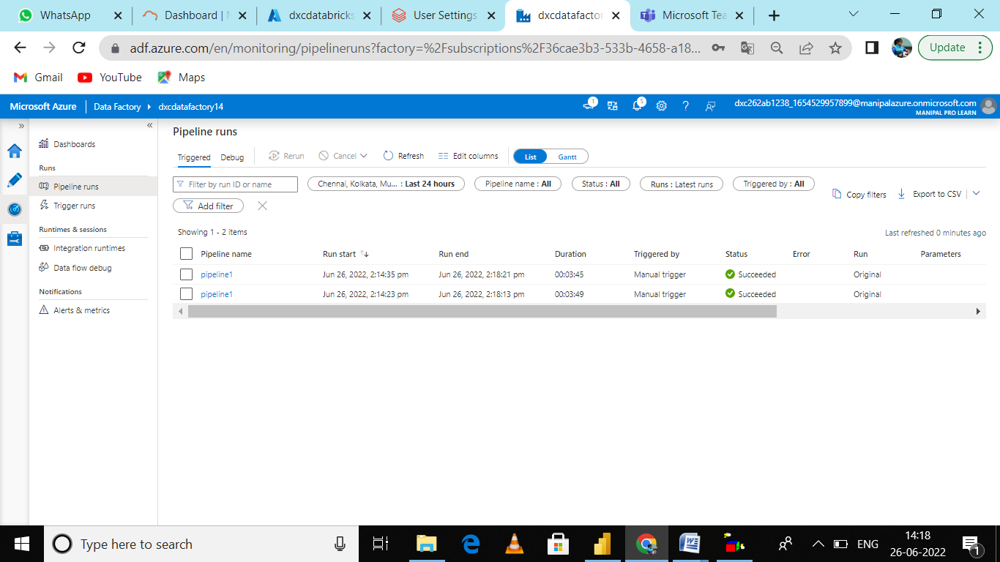 WhatsApp
Dashboard | N
dxcdatabricks
User Settings
dxcdatafactor
Microsoft Tea
adf.azure.com/en/monitoring/pipelineruns?factory=%2Fsubscriptions%2F36cae3b3-533b-4658-a18...
Update
Gmail YouTube Maps
Microsoft Azure Data Factory dxcdatafactory14 1 5 dxc262ab1238_1654529957899@manipalazure.onmicrosoft.com
MANIPAL PRO LEARN
Dashboards
Runs
Pipeline runs
Trigger runs
Runtimes & sessions
Integration runtimes
Data flow debug
Notifications
Alerts & metrics
Pipeline runs
Triggered Debug Rerun Cancel Refresh Edit columns List Gantt
Filter by run ID or name Chennai, Kolkata, Mu... : Last 24 hours Pipeline name : All Status : All Runs : Latest runs Triggered by : All
Add filter
Copy filters Export to CSV
Showing 1 - 2 items
Last refreshed 0 minutes ago
Pipeline name Run start Run end Duration Triggered by Status Error Run Parameters
pipeline1 Jun 26, 2022, 2:14:35 pm Jun 26, 2022, 2:18:21 pm 00:03:45 Manual trigger Succeeded Original
pipeline1 Jun 26, 2022, 2:14:23 pm Jun 26, 2022, 2:18:13 pm 00:03:49 Manual trigger Succeeded Original
Type here to search
ENG
14:18
26-06-2022
1